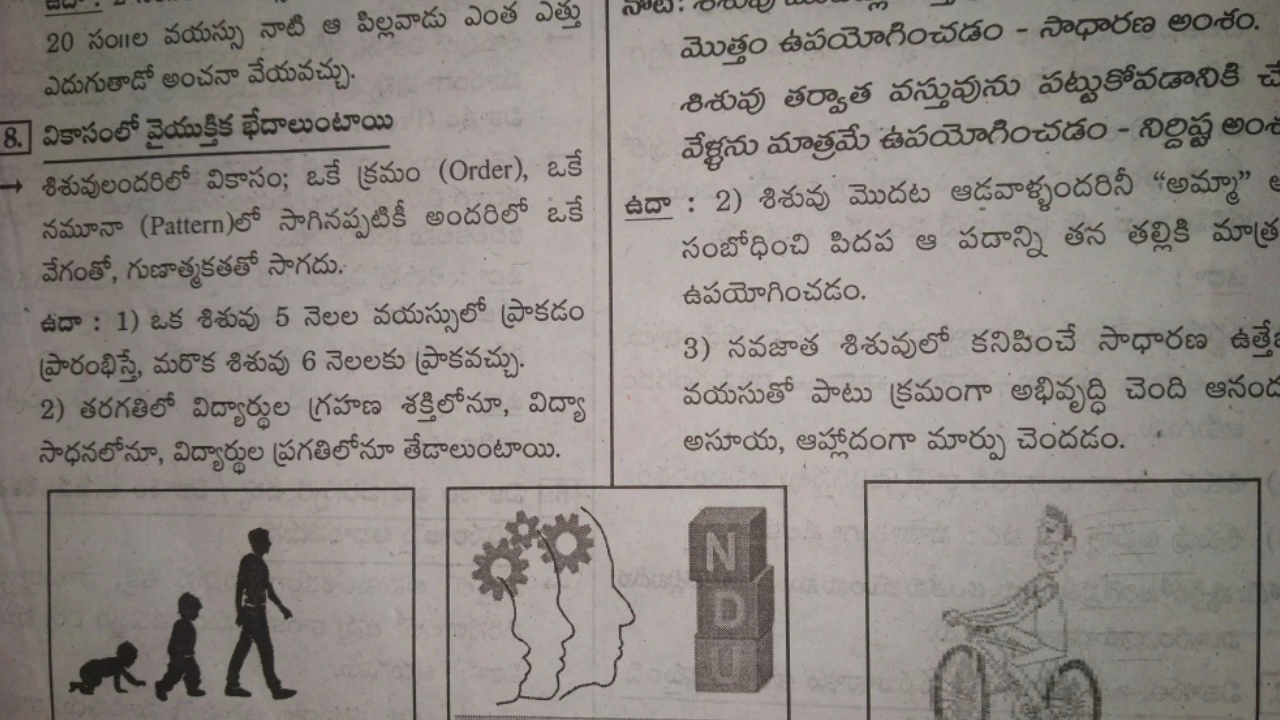 20 సం॥ల వయస్సు నాటి ఆ పిల్లవాడు ఎంత ఎత్తు
ఎదుగుతాడో అంచనా వేయవచ్చు.
8. వికాసంలో వైయుక్తిక భేదాలుంటాయి
→ శిశువులందరిలో వికాసం; ఒకే క్రమం (Order), ఒకే
నమూనా (Pattern)లో సాగినప్పటికీ అందరిలో ఒకే
వేగంతో, గుణాత్మకతతో సాగదు.
ఉదా : 1) ఒక శిశువు 5 నెలల వయస్సులో ప్రాకడం
ప్రారంభిస్తే, మరొక శిశువు 6 నెలలకు ప్రాకవచ్చు.
2) తరగతిలో విద్యార్థుల గ్రహణ శక్తిలోనూ, విద్యా
సాధనలోనూ, విద్యార్థుల ప్రగతిలోనూ తేడాలుంటాయి.
మొత్తం ఉపయోగించడం - సాధారణ అంశం.
శిశువు తర్వాత వస్తువును పట్టుకోవడానికి
వేళ్ళను మాత్రమే ఉపయోగించడం - నిర్దిష్ట
ఉదా : 2) శిశువు మొదట ఆడవాళ్ళందరినీ “అమ్మా”
సంబోధించి పిదప ఆ పదాన్ని తన తల్లికి
ఉపయోగించడం.
3) నవజాత శిశువులో కనిపించే సాధారణ
వయసుతో పాటు క్రమంగా అభివృద్ధి చెంది
అసూయ, ఆహ్లాదంగా మార్పు చెందడం.
N
D
U